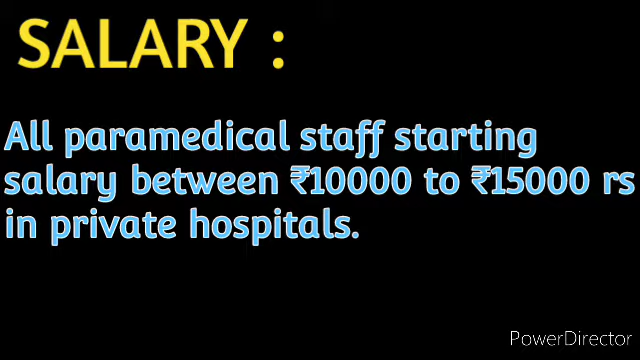 SALARY :
All paramedical staff starting
salary between ₹10000 to ₹15000 rs
in private hospitals.
PowerDirector